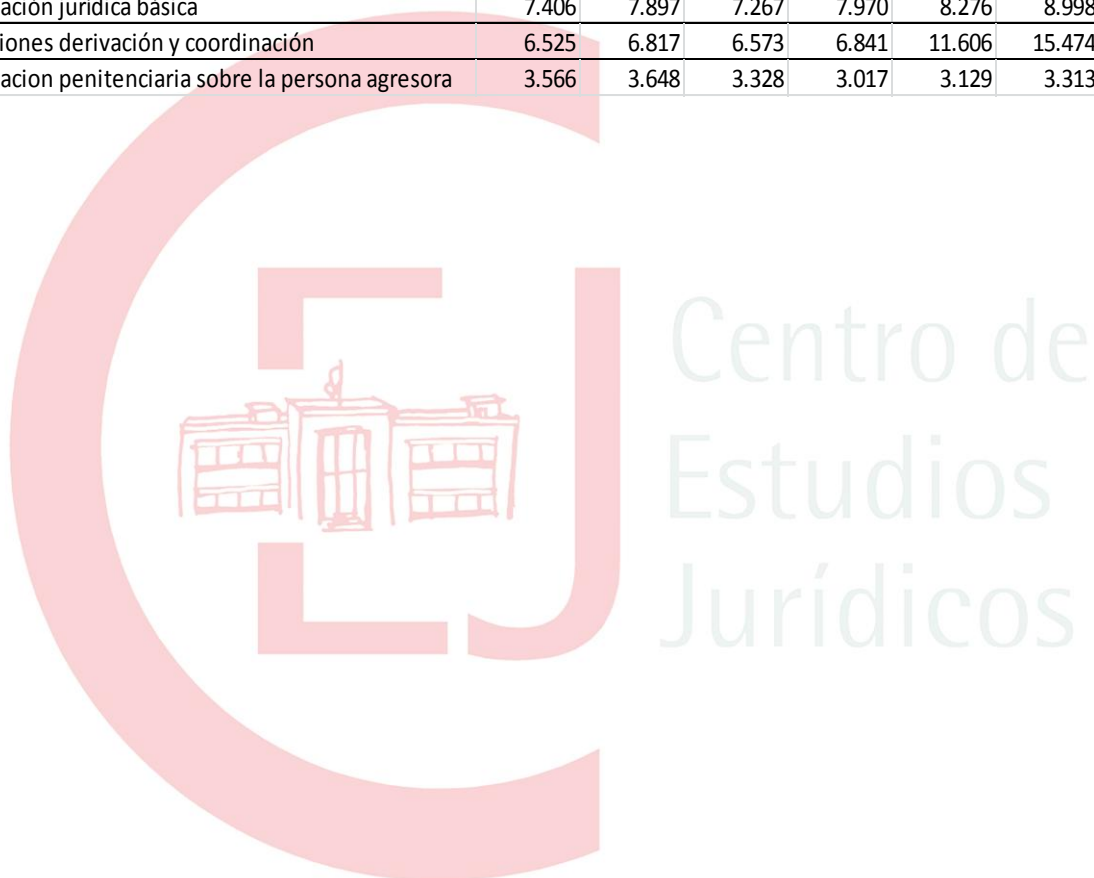 ación jurídica básica 7.406 7.897 7.267 7.970 8.276 8.998
iones derivación y coordinación 6.525 6.817 6.573 6.841 11.606 15.474
acion penitenciaria sobre la persona agresora 3.566 3.648 3.328 3.017 3.129 3.313
CEJ
Centro de
Estudios
Jurídicos